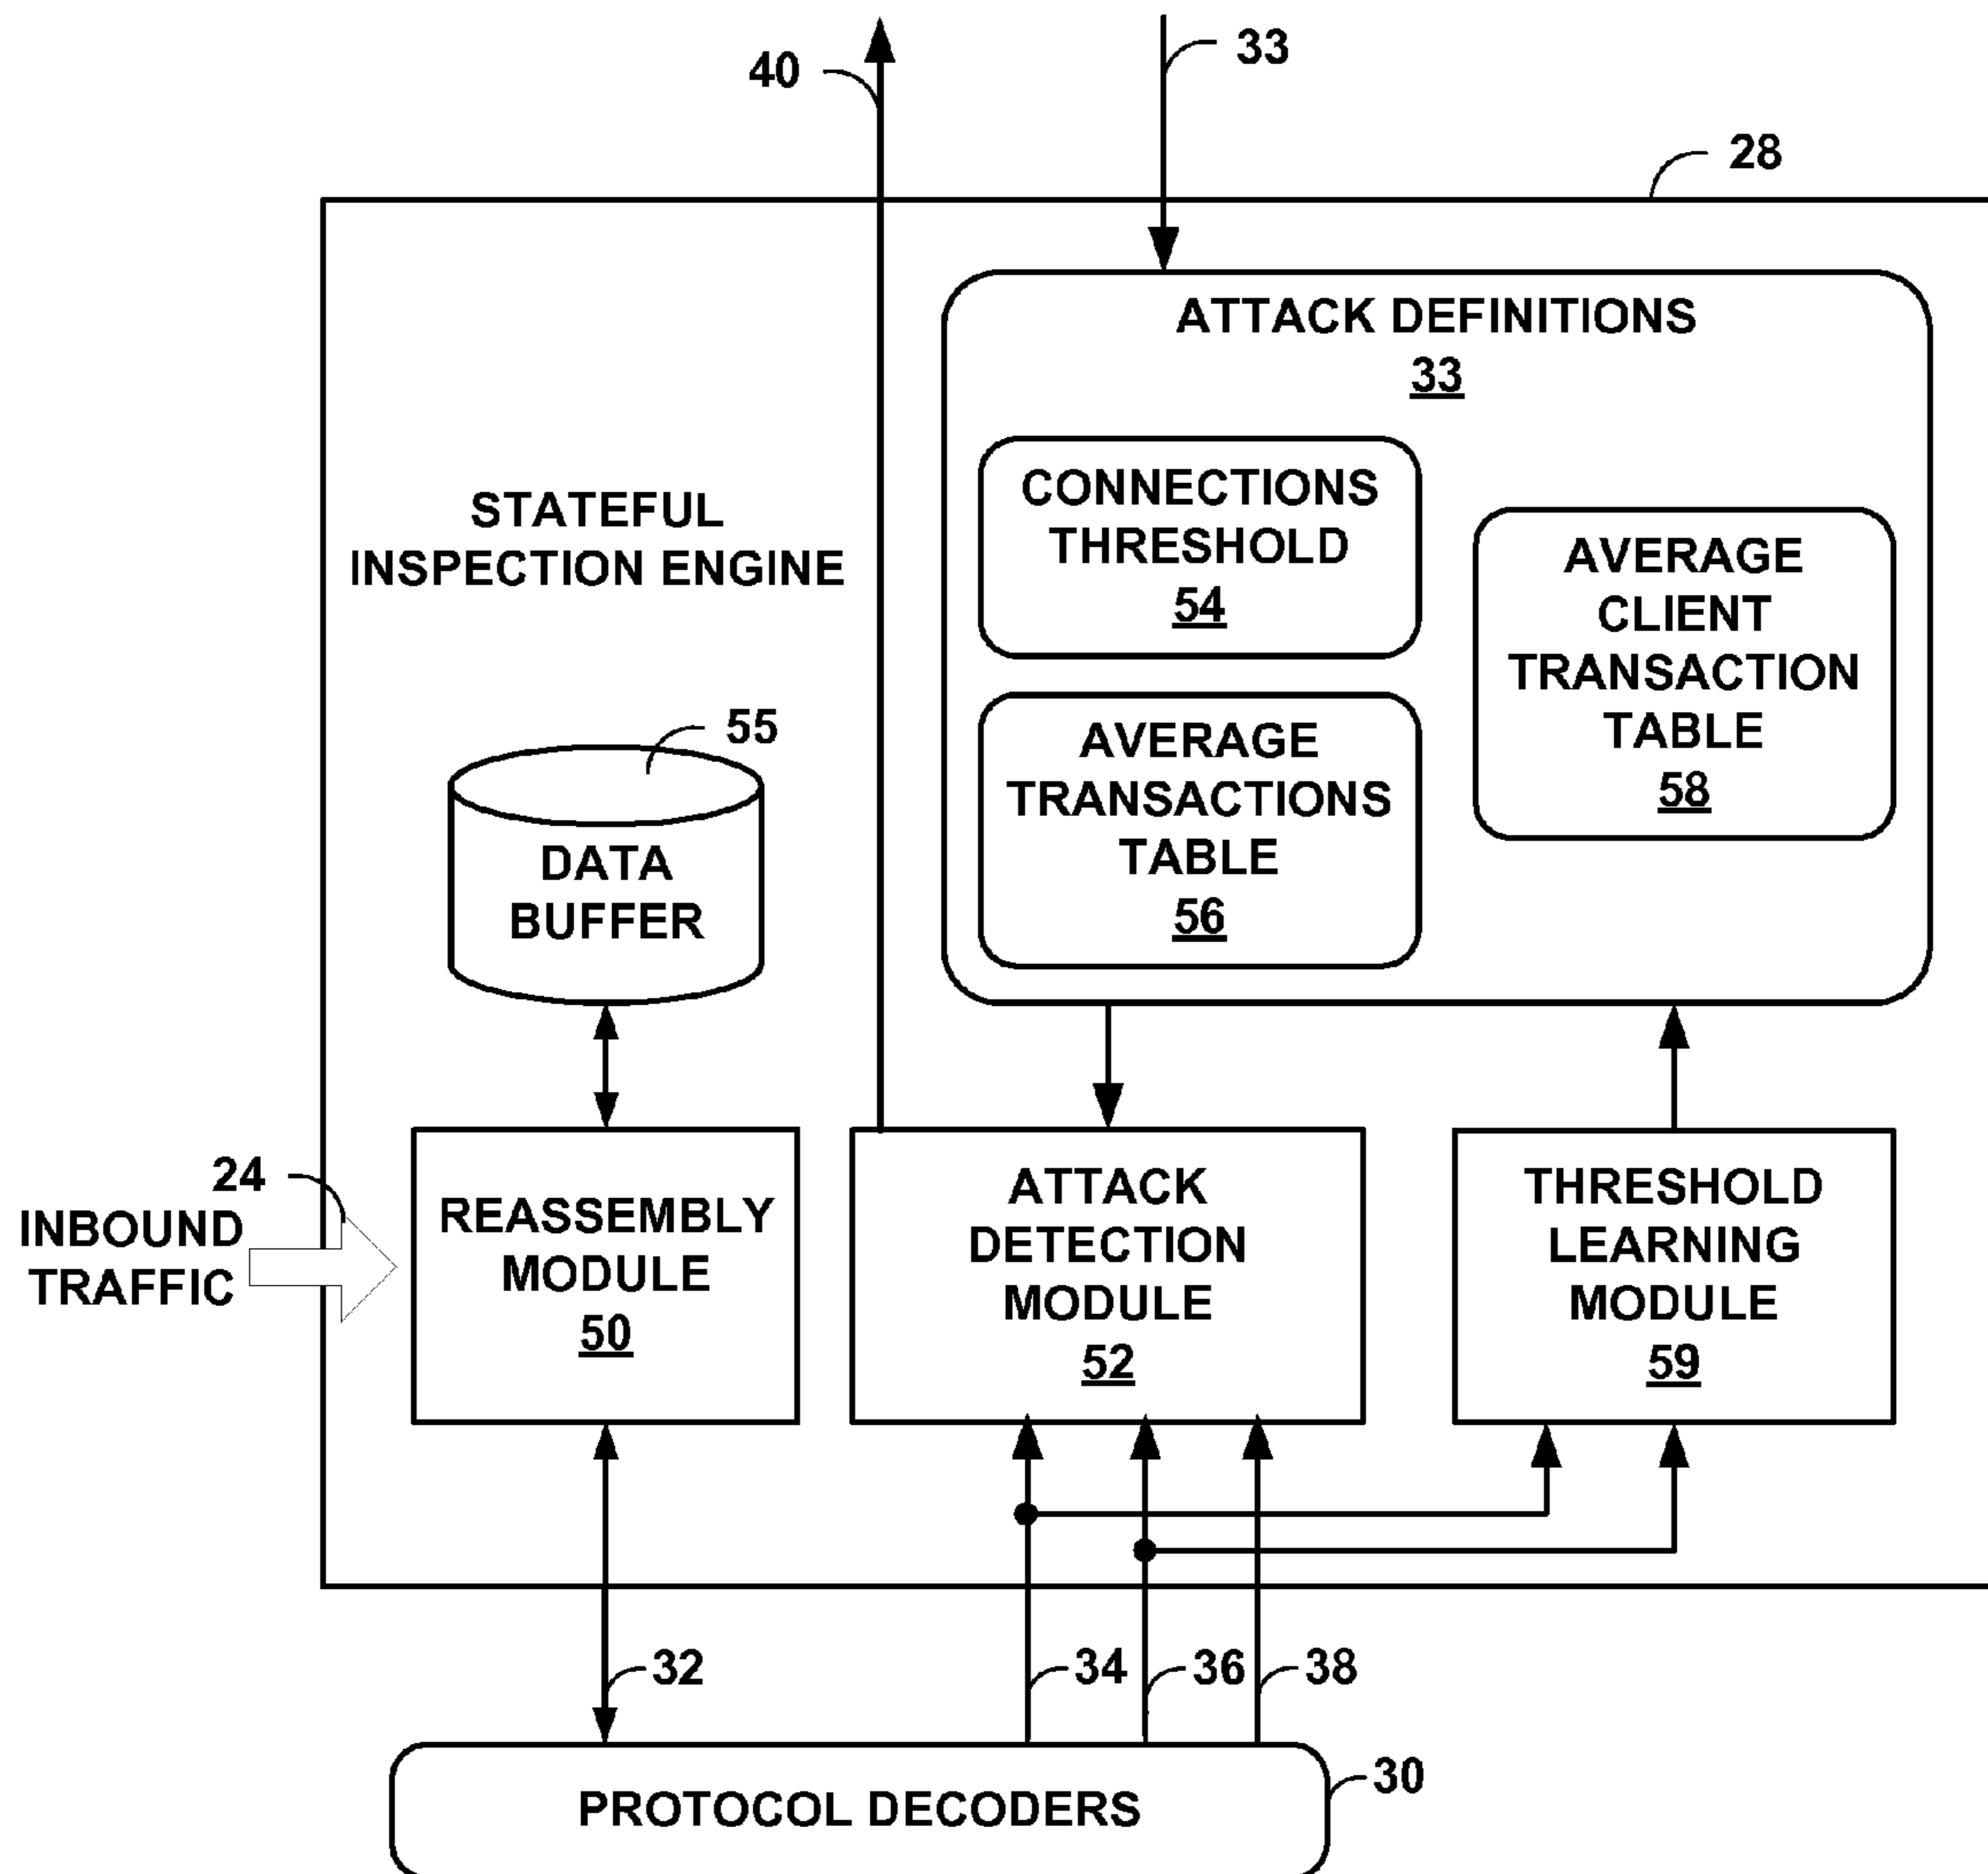 40
33
28
ATTACK DEFINITIONS
33
STATEFUL
INSPECTION ENGINE
CONNECTIONS
THRESHOLD
54
AVERAGE
CLIENT
TRANSACTION
TABLE
58
AVERAGE
TRANSACTIONS
TABLE
56
55
DATA
BUFFER
24
INBOUND
TRAFFIC
REASSEMBLY
MODULE
50
ATTACK
DETECTION
MODULE
52
THRESHOLD
LEARNING
MODULE
59
32
34
36
38
PROTOCOL DECODERS
30